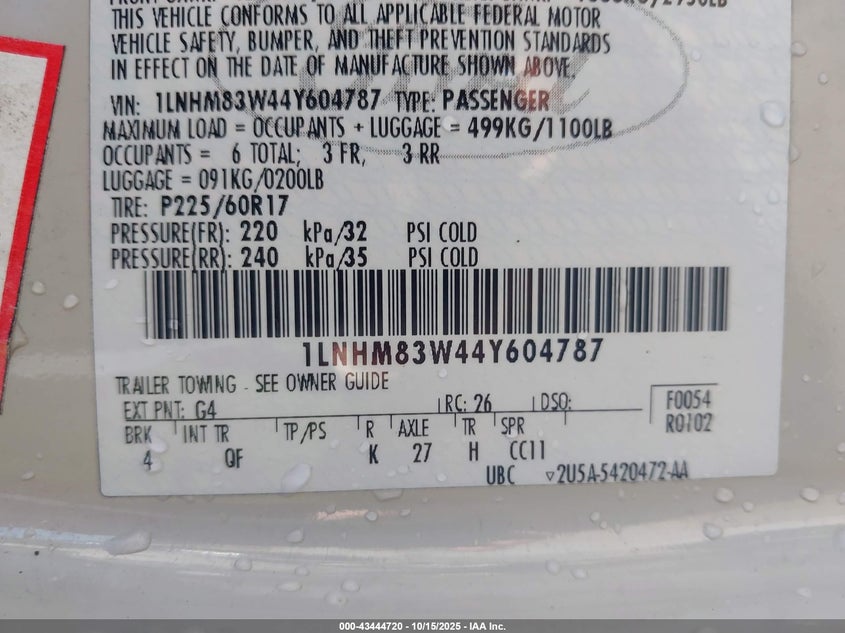 THIS VEHICLE CONFORMS TO ALL APPLICABLE FEDERAL MOTOR
VEHICLE SAFETY, BUMPER, AND THEFT PREVENTION STANDARDS
IN EFFECT ON THE DATE OF MANUFACTURE SHOWN ABOVE.
VIN: 1LNHM83W44Y604787 TYPE: PASSENGER
MAXIMUM LOAD = OCCUPANTS + LUGGAGE = 499KG/1100LB
OCCUPANTS = 6 TOTAL; 3 FR, 3 RR
LUGGAGE = 091KG/0200LB
TIRE: P225/60R17
PRESSURE(FR): 220 kPa/32 PSI COLD
PRESSURE(RR): 240 kPa/35 PSI COLD
1LNHM83W44Y604787
TRAILER TOWING - SEE OWNER GUIDE
EXT PNT: G4 RC: 26 DSO: F0054
BRK INT TR TP/PS R AXLE TR SPR R0102
4 QF K 27 H CC11
UBC ▽2U5A-5420472-AA
000-43444720 - 10/15/2025 - IAA Inc.